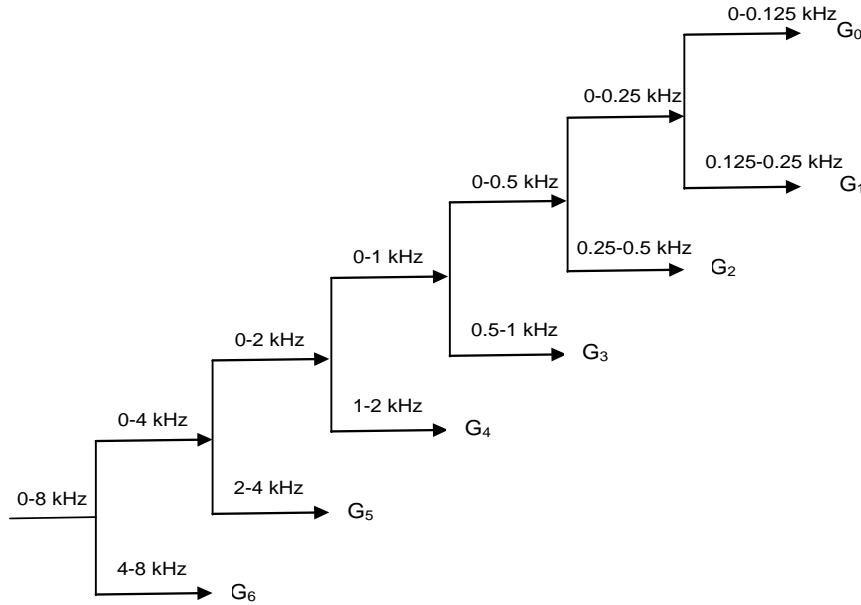 0-0.125 kHz
G₀
0-0.25 kHz
0.125-0.25 kHz
G₁
0-0.5 kHz
0.25-0.5 kHz
G₂
0-1 kHz
0.5-1 kHz
G₃
0-2 kHz
1-2 kHz
G₄
0-4 kHz
2-4 kHz
G₅
0-8 kHz
4-8 kHz
G₆